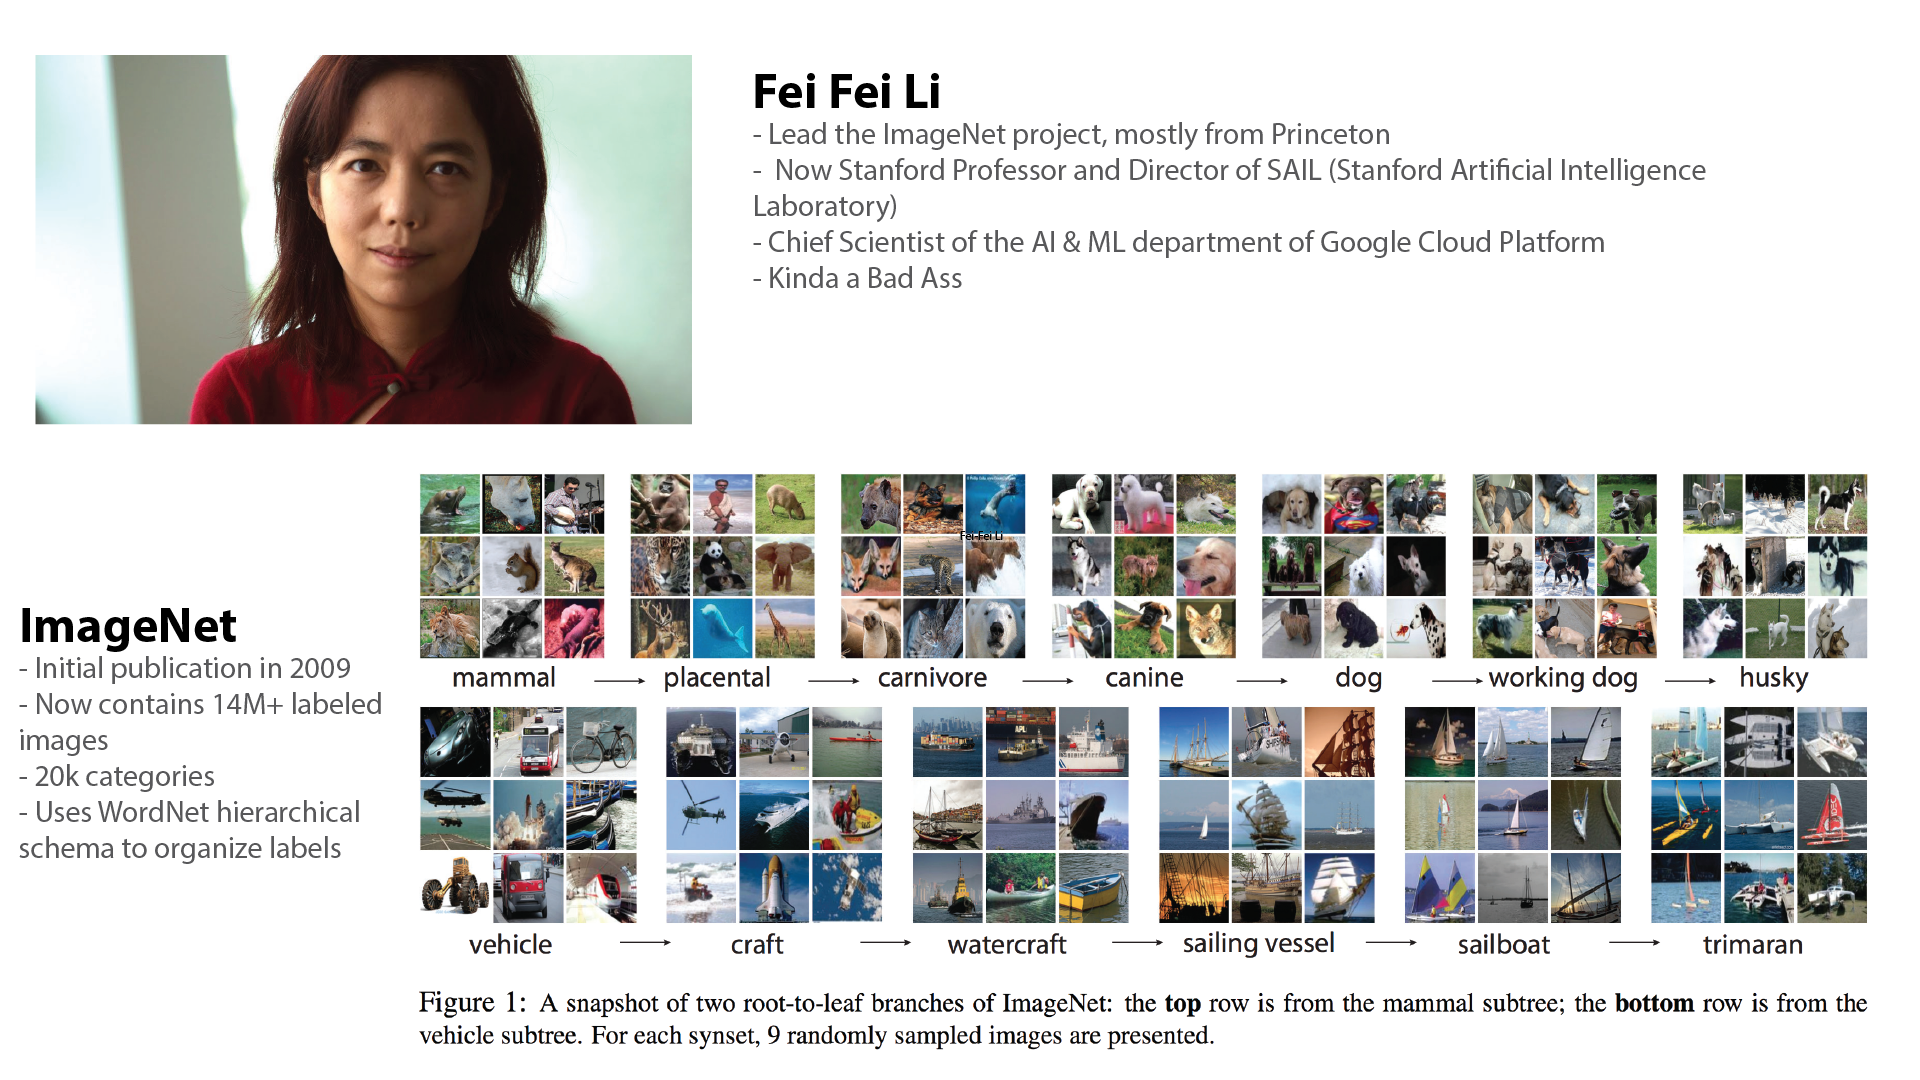 Fei Fei Li
- Lead the ImageNet project, mostly from Princeton
-  Now Stanford Professor and Director of SAIL (Stanford Artificial Intelligence
Laboratory)
- Chief Scientist of the AI & ML department of Google Cloud Platform
- Kinda a Bad Ass
Fei-Fei Li
mammal → placental → carnivore → canine → dog → working dog → husky
ImageNet
- Initial publication in 2009
- Now contains 14M+ labeled
images
- 20k categories
- Uses WordNet hierarchical
schema to organize labels
APL
vehicle → craft → watercraft → sailing vessel → sailboat → trimaran
Figure 1: A snapshot of two root-to-leaf branches of ImageNet: the top row is from the mammal subtree; the bottom row is from the
vehicle subtree. For each synset, 9 randomly sampled images are presented.